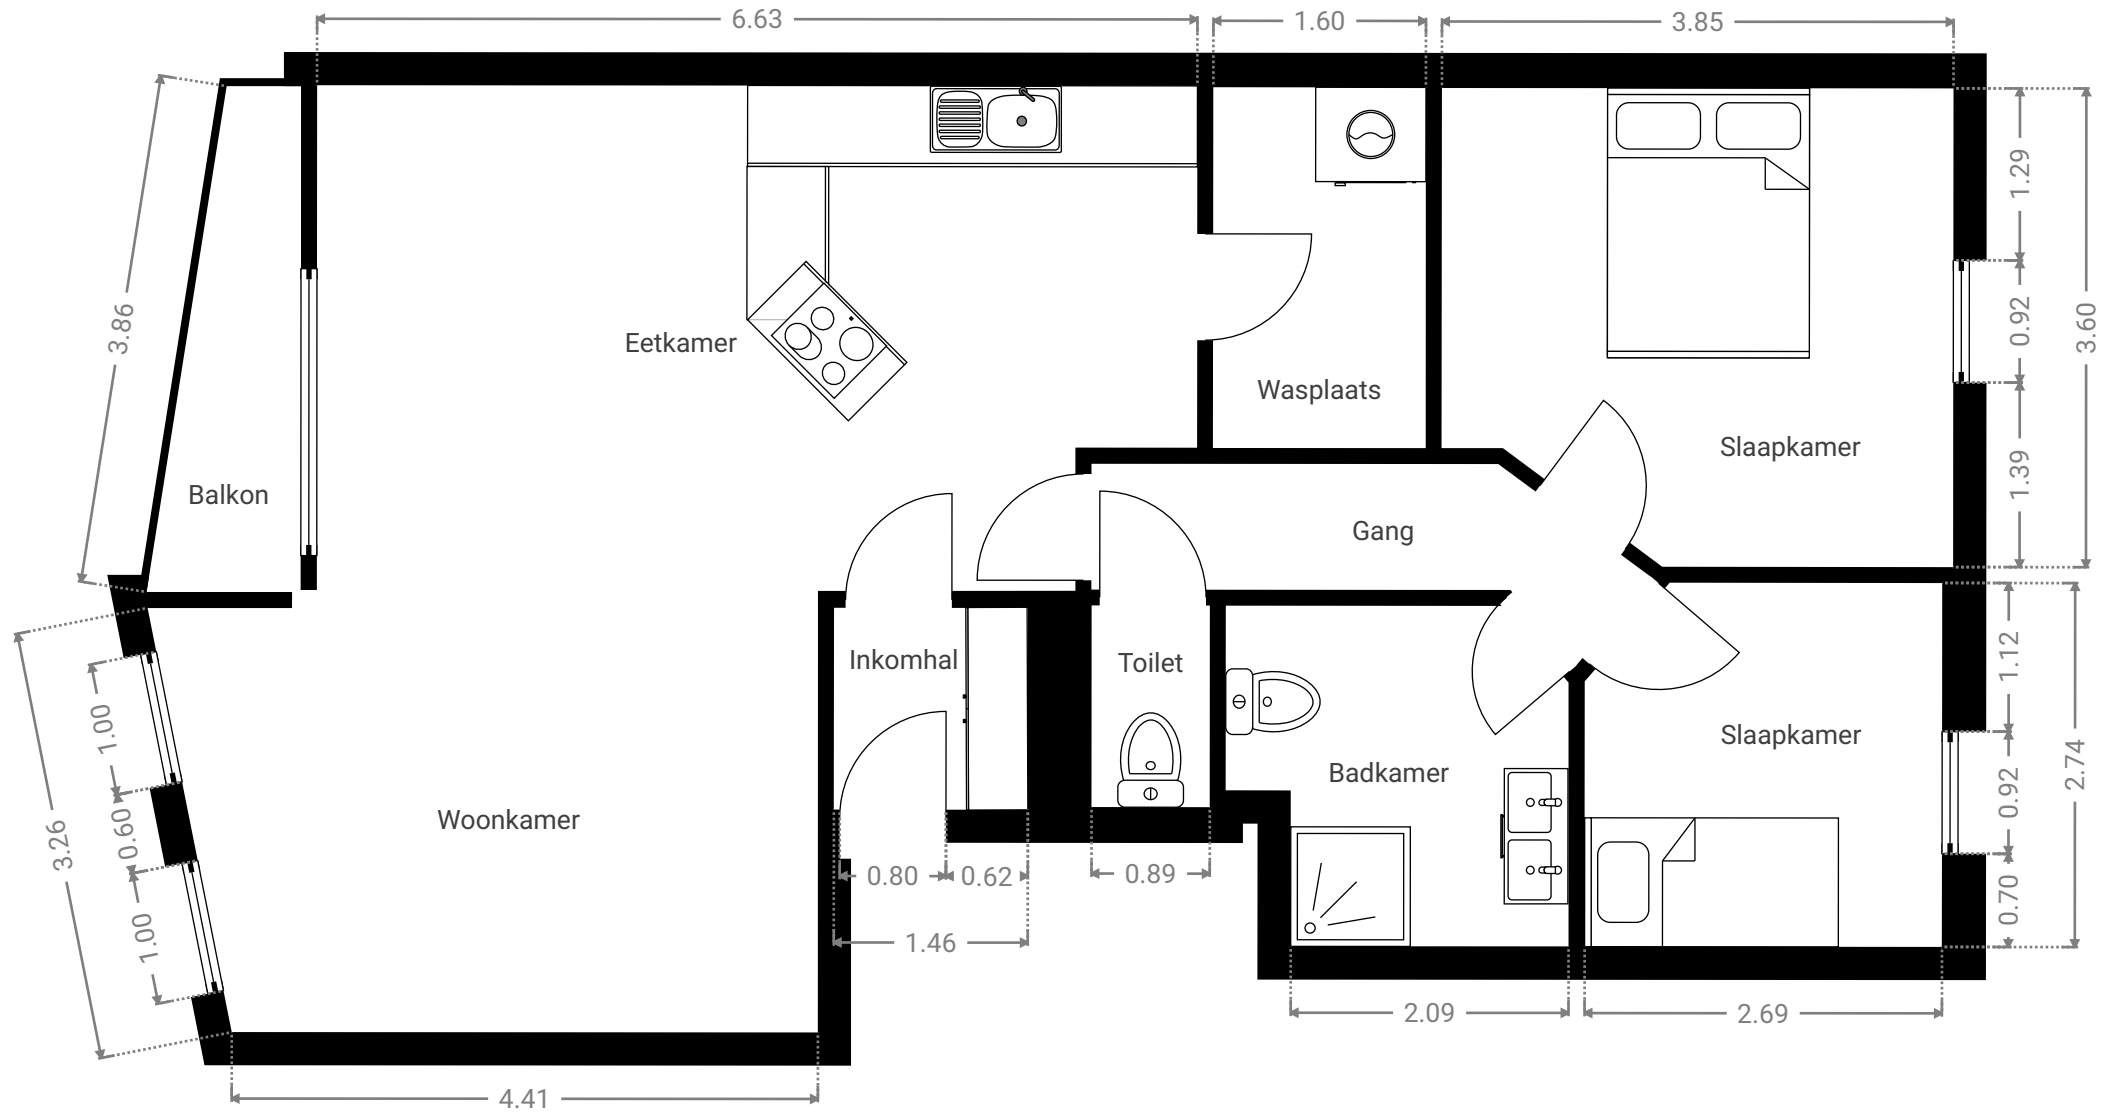 6.63
1.60
3.85
1.29
0.92
1.39
3.60
3.86
Eetkamer
Wasplaats
Slaapkamer
Balkon
Gang
Inkomhal
Toilet
1.12
0.92
0.70
2.74
1.00
0.60
1.00
3.26
Slaapkamer
Badkamer
Woonkamer
0.80
0.62
0.89
1.46
2.09
2.69
4.41